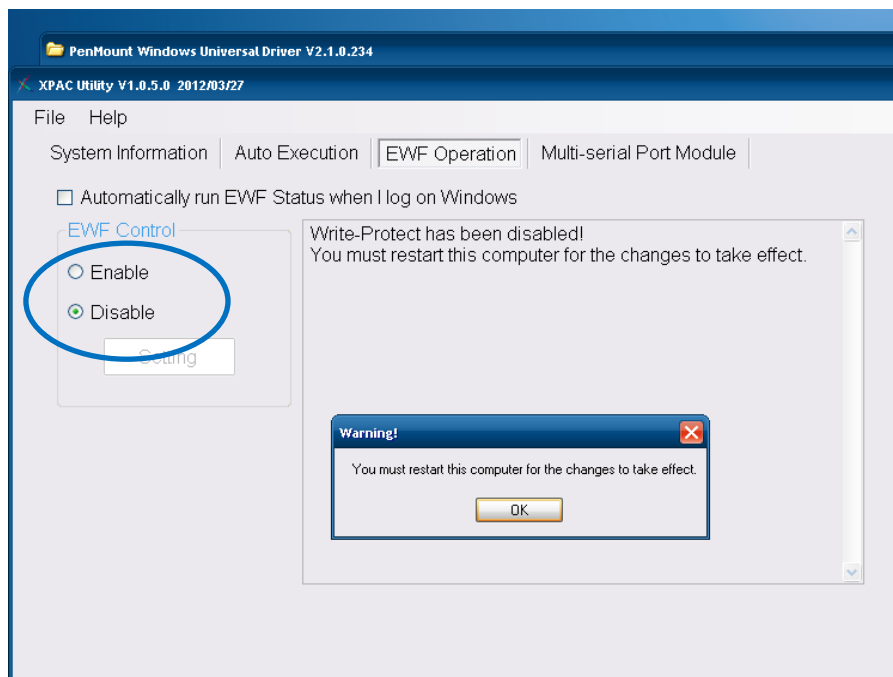 PenMount Windows Universal Driver V2.1.0.234
XPAC Utility V1.0.5.0 2012/03/27
File Help
System Information Auto Execution EWF Operation Multi-serial Port Module
Automatically run EWF Status when I log on Windows
EWF Control
Enable
Disable
Setting
Write-Protect has been disabled!
You must restart this computer for the changes to take effect.
Warning!
You must restart this computer for the changes to take effect.
OK